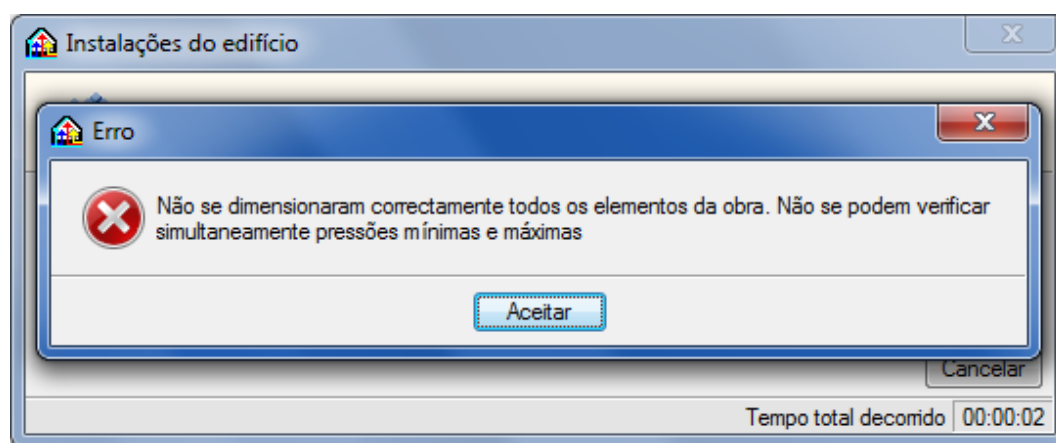 Instalações do edifício
Erro
Não se dimensionaram correctamente todos os elementos da obra. Não se podem verificar
simultaneamente pressões mínimas e máximas
Aceitar
Cancelar
Tempo total decorrido 00:00:02